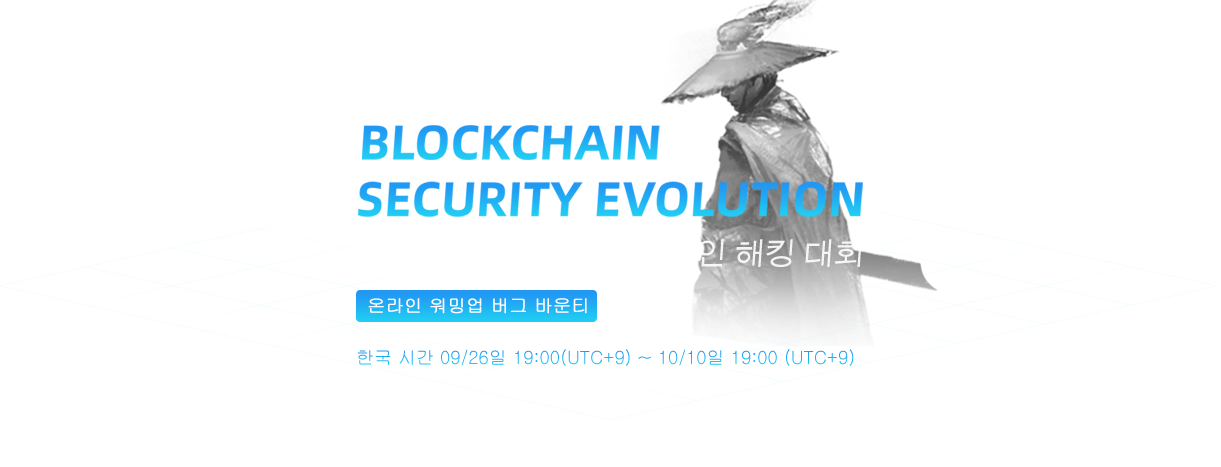 BLOCKCHAIN
SECURITY EVOLUTION
인 해킹 대회
온라인 워밍업 버그 바운티
한국 시간 09/26일 19:00(UTC+9) ~ 10/10일 19:00 (UTC+9)